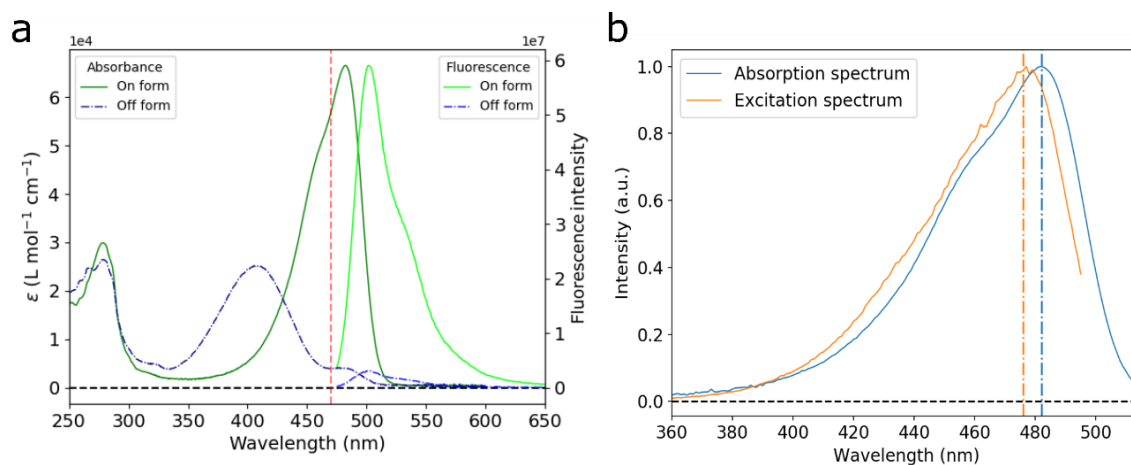 a
1e4
1e7
Absorbance
On form
Off form
Fluorescence
On form
Off form
ε (L mol⁻¹ cm⁻¹)
6
5
4
3
2
1
0
6
5
4
3
2
1
0
Fluorescence intensity
250 300 350 400 450 500 550 600 650
Wavelength (nm)
b
Absorption spectrum
Excitation spectrum
Intensity (a.u.)
1.0
0.8
0.6
0.4
0.2
0.0
360 400 440 460 480 500
Wavelength (nm)